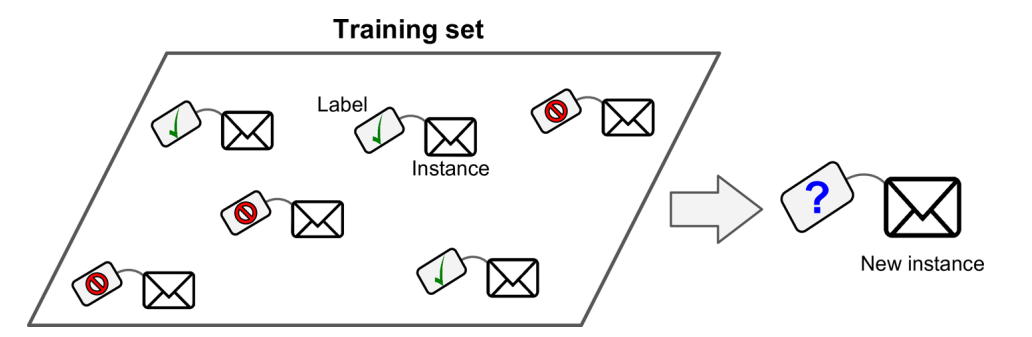 Training set
Label
Instance
?
New instance